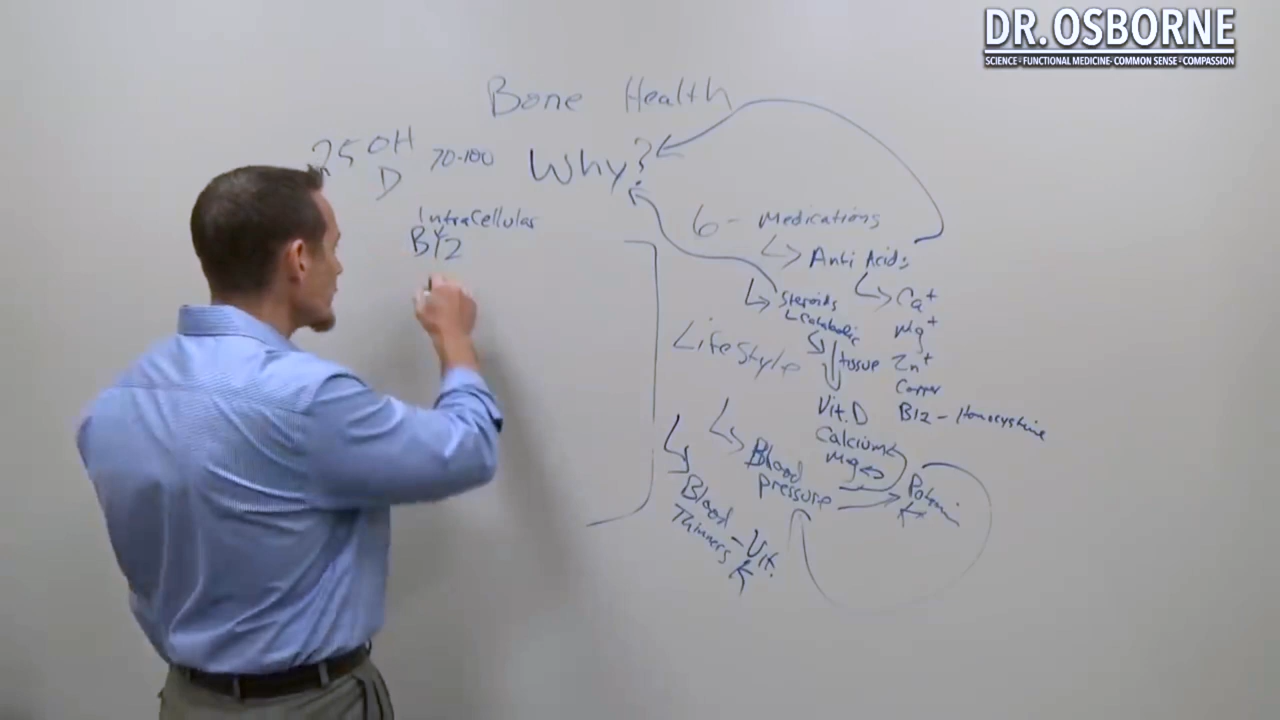 DR. OSBORNE
SCIENCE - FUNCTIONAL MEDICINE- COMMON SENSE - COMPASSION
Bone Health
25 OH
D
70-100
Why?
Intracellular
B12
6 - Medications
Anti Acids
Ca+
Mg+
Zn+
Copper
B12 - Homocysteine
Steroids
Catabolic
tissue
Vit. D
Calcium
Mg
Lifestyle
Blood
pressure
K+
Blood
Thinners
- Vit.
K